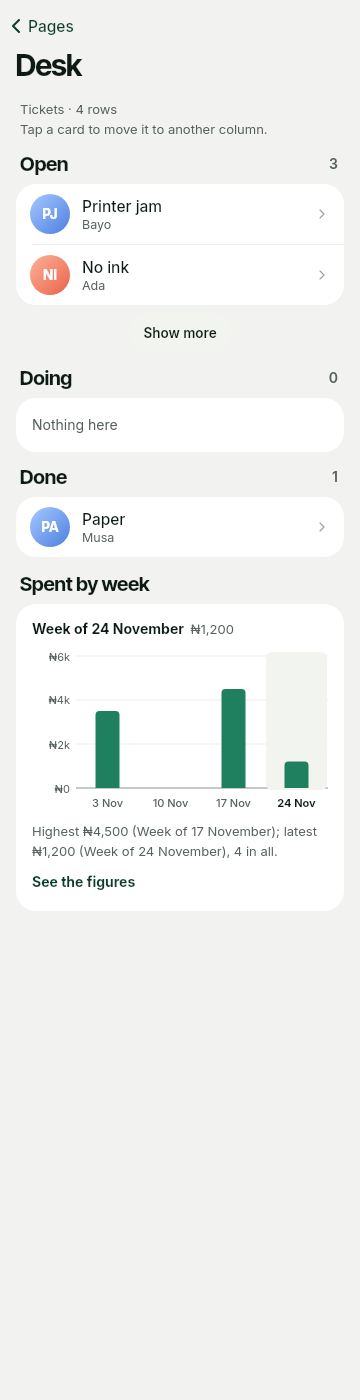 Pages
Desk
Tickets · 4 rows
Tap a card to move it to another column.
Open 3
PJ Printer jam
Bayo
NI No ink
Ada
Show more
Doing 0
Nothing here
Done 1
PA Paper
Musa
Spent by week
Week of 24 November ₦1,200
₦6k
₦4k
₦2k
₦0
3 Nov 10 Nov 17 Nov 24 Nov
Highest ₦4,500 (Week of 17 November); latest
₦1,200 (Week of 24 November), 4 in all.
See the figures